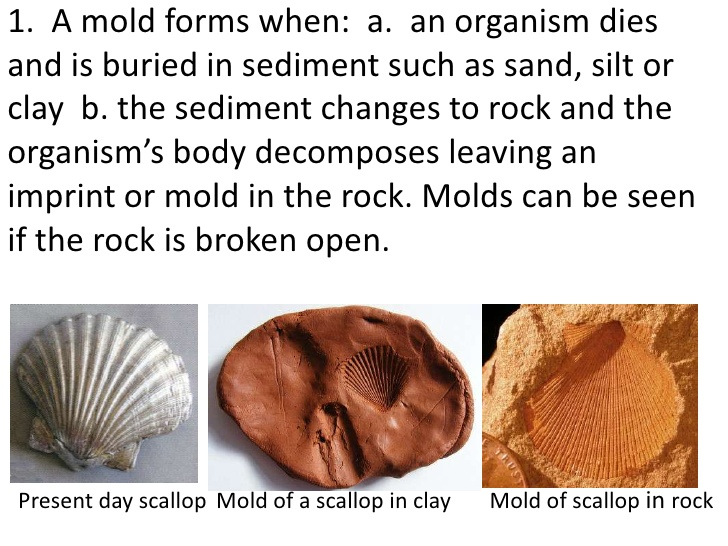 1.  A mold forms when:  a.  an organism dies
and is buried in sediment such as sand, silt or
clay  b. the sediment changes to rock and the
organism’s body decomposes leaving an
imprint or mold in the rock. Molds can be seen
if the rock is broken open.
Present day scallop  Mold of a scallop in clay  Mold of scallop in rock